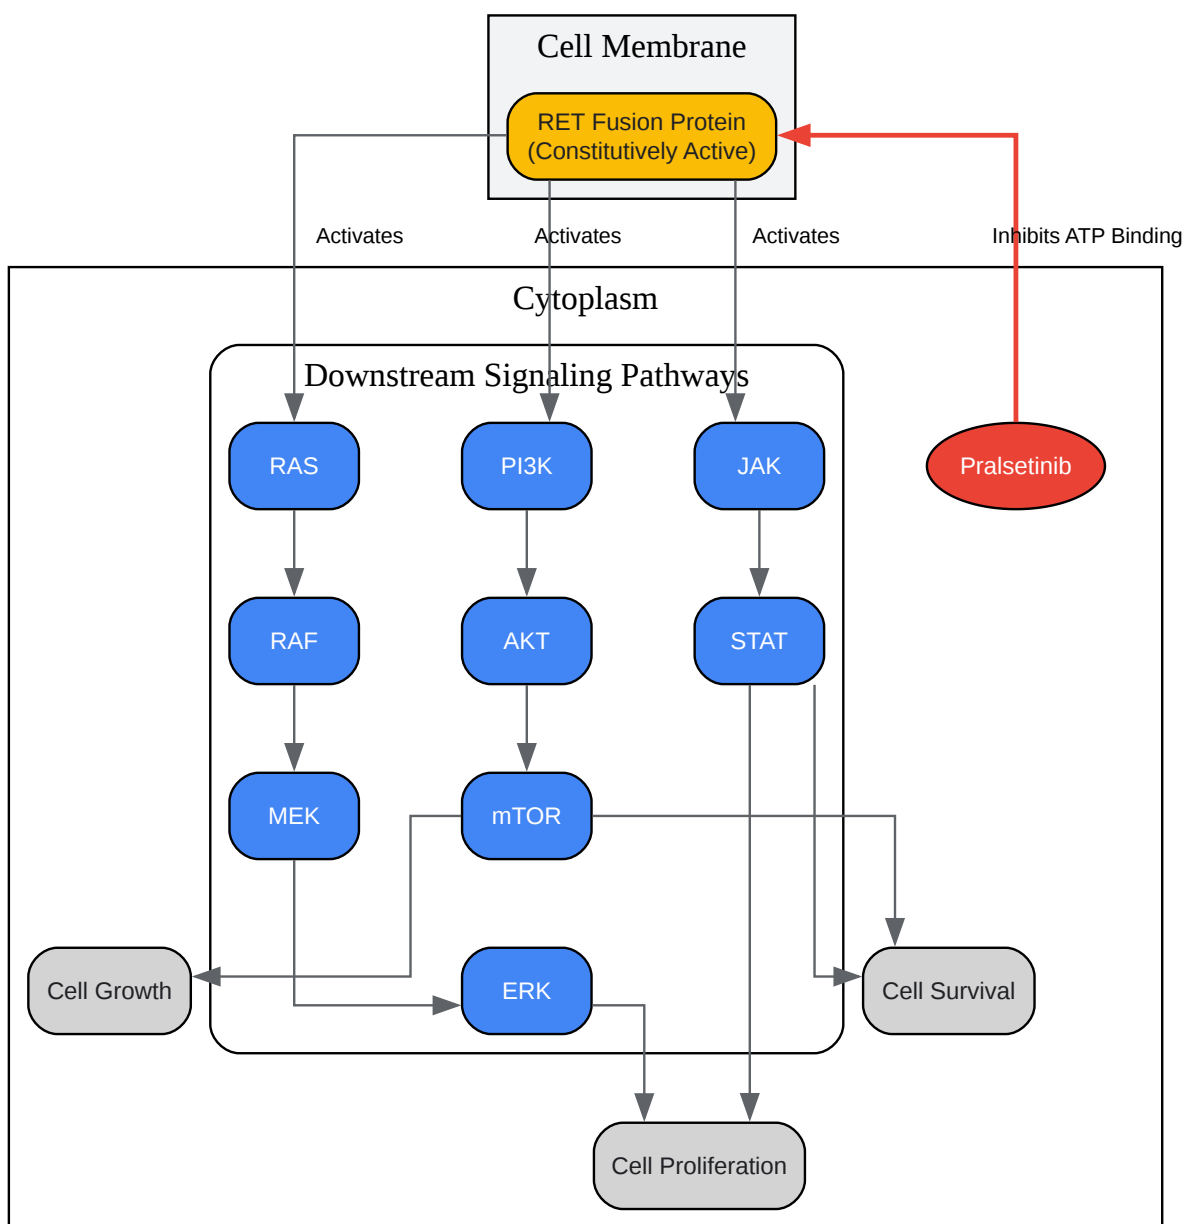 Cell Membrane
RET Fusion Protein
(Constitutively Active)
Activates
Activates
Activates
Inhibits ATP Binding
Cytoplasm
Downstream Signaling Pathways
RAS
PI3K
JAK
Pralsetinib
RAF
AKT
STAT
MEK
mTOR
Cell Growth
ERK
Cell Survival
Cell Proliferation